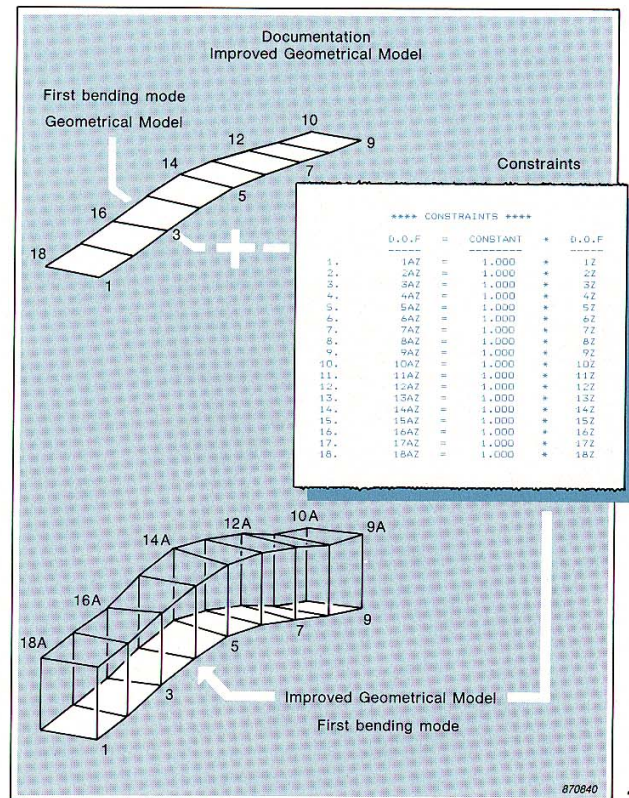 Documentation
Improved Geometrical Model
First bending mode
Geometrical Model
10
12
9
14
7
5
16
3
18
1
Constraints
**** CONSTRAINTS ****
D.O.F = CONSTANT * D.O.F
1. 1AZ = 1.000 * 1Z
2. 2AZ = 1.000 * 2Z
3. 3AZ = 1.000 * 3Z
4. 4AZ = 1.000 * 4Z
5. 5AZ = 1.000 * 5Z
6. 6AZ = 1.000 * 6Z
7. 7AZ = 1.000 * 7Z
8. 8AZ = 1.000 * 8Z
9. 9AZ = 1.000 * 9Z
10. 10AZ = 1.000 * 10Z
11. 11AZ = 1.000 * 11Z
12. 12AZ = 1.000 * 12Z
13. 13AZ = 1.000 * 13Z
14. 14AZ = 1.000 * 14Z
15. 15AZ = 1.000 * 15Z
16. 16AZ = 1.000 * 16Z
17. 17AZ = 1.000 * 17Z
18. 18AZ = 1.000 * 18Z
10A
12A
9A
14A
16A
9
7
18A
5
3
1
Improved Geometrical Model
First bending mode
870840